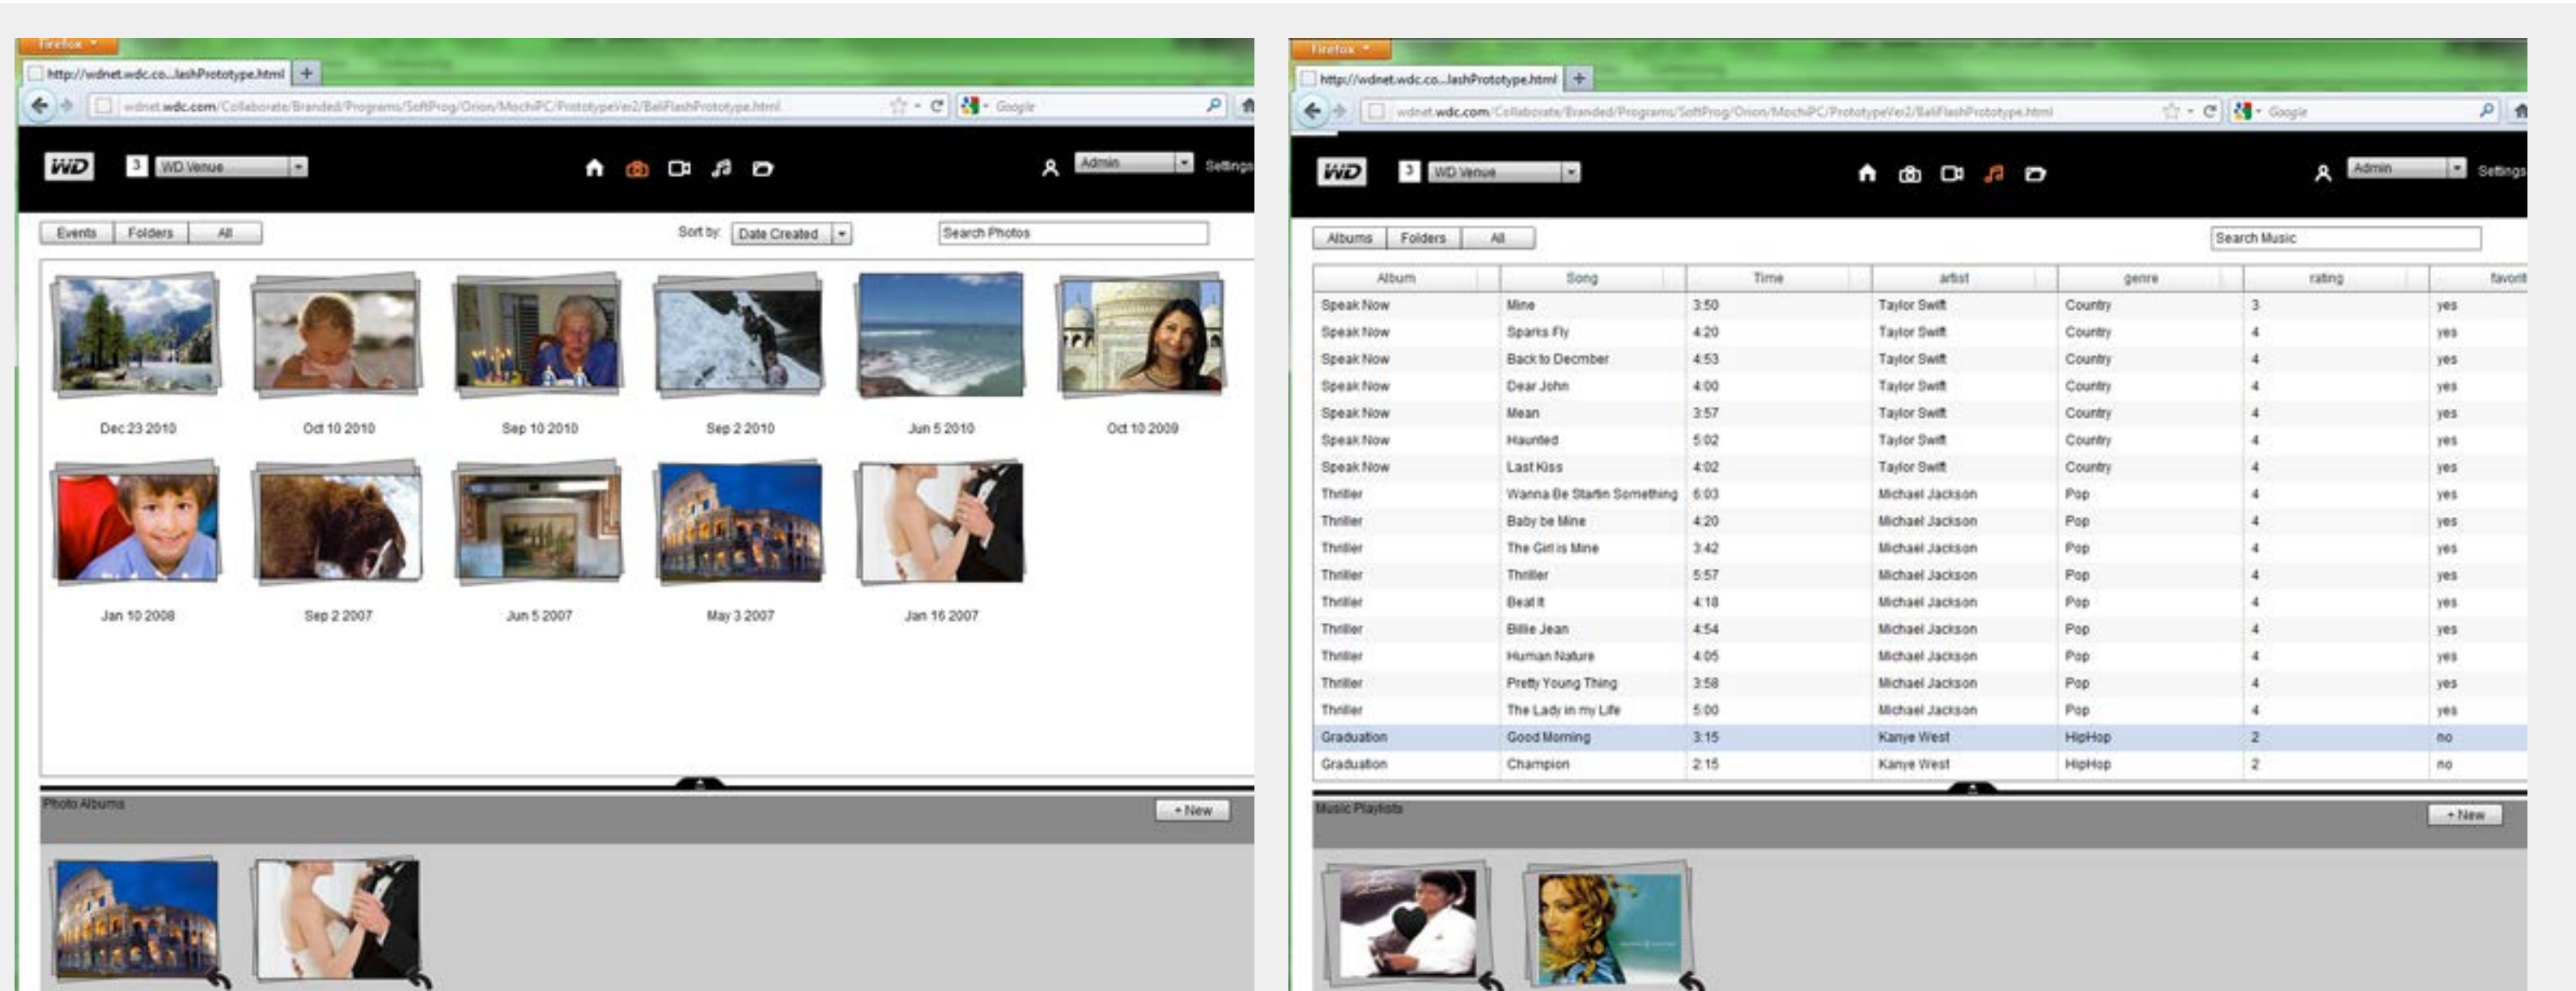 Firefox
http://wdnet.wdc.co...lashPrototype.html +
wdnet.wdc.com/Collaborate/Branded/Programs/SoftProg/Orion/MochiPC/PrototypeVer2/BaliFlashPrototype.html Google
WD 3 WD Venue Admin Settings
Events Folders All Sort by: Date Created Search Photos
Dec 23 2010 Oct 10 2010 Sep 10 2010 Sep 2 2010 Jun 5 2010 Oct 10 2009
Jan 10 2008 Sep 2 2007 Jun 5 2007 May 3 2007 Jan 16 2007
Photo Albums + New
Firefox
http://wdnet.wdc.co...lashPrototype.html +
wdnet.wdc.com/Collaborate/Branded/Programs/SoftProg/Orion/MochiPC/PrototypeVer2/BaliFlashPrototype.html Google
WD 3 WD Venue Admin Settings
Albums Folders All Search Music
Album Song Time artist genre rating favorit
Speak Now Mine 3:50 Taylor Swift Country 3 yes
Speak Now Sparks Fly 4:20 Taylor Swift Country 4 yes
Speak Now Back to Decmber 4:53 Taylor Swift Country 4 yes
Speak Now Dear John 4:00 Taylor Swift Country 4 yes
Speak Now Mean 3:57 Taylor Swift Country 4 yes
Speak Now Haunted 5:02 Taylor Swift Country 4 yes
Speak Now Last Kiss 4:02 Taylor Swift Country 4 yes
Thriller Wanna Be Startin Something 6:03 Michael Jackson Pop 4 yes
Thriller Baby be Mine 4:20 Michael Jackson Pop 4 yes
Thriller The Girl is Mine 3:42 Michael Jackson Pop 4 yes
Thriller Thriller 5:57 Michael Jackson Pop 4 yes
Thriller Beat It 4:18 Michael Jackson Pop 4 yes
Thriller Billie Jean 4:54 Michael Jackson Pop 4 yes
Thriller Human Nature 4:05 Michael Jackson Pop 4 yes
Thriller Pretty Young Thing 3:58 Michael Jackson Pop 4 yes
Thriller The Lady in my Life 5:00 Michael Jackson Pop 4 yes
Graduation Good Morning 3:15 Kanye West HipHop 2 no
Graduation Champion 2:15 Kanye West HipHop 2 no
Music Playlists + New